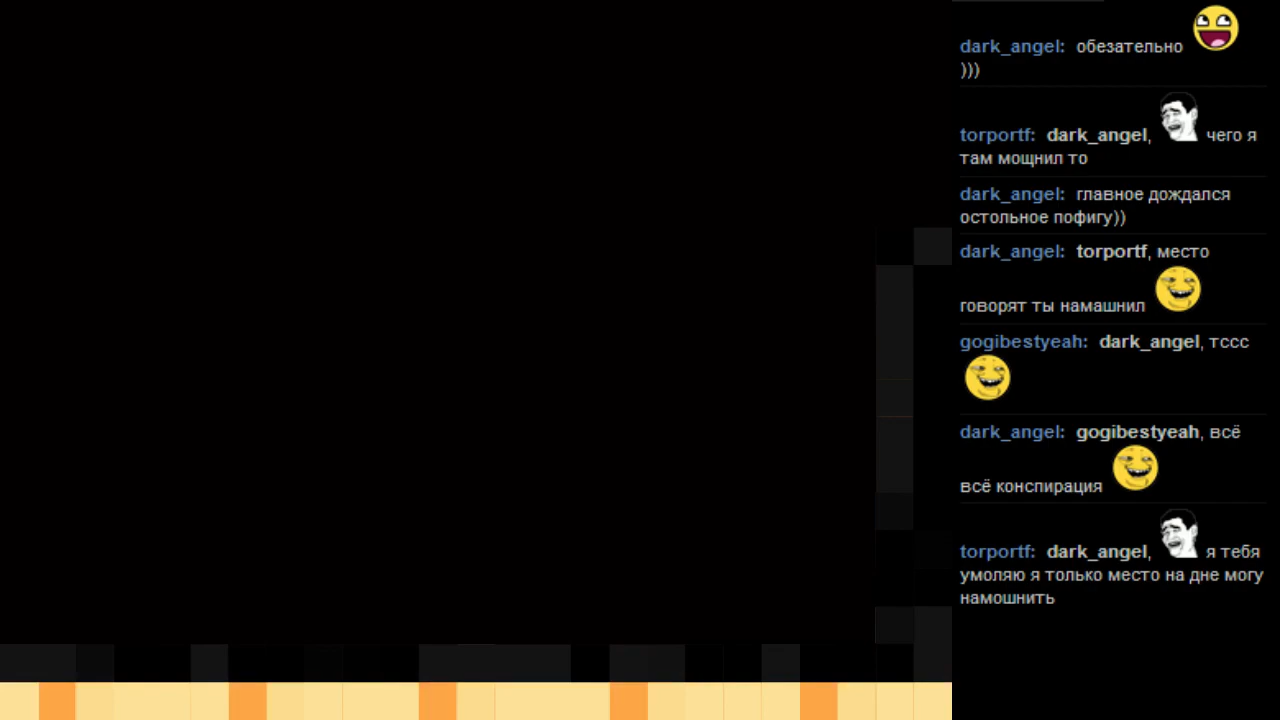 dark_angel: обезательно
)))
torportf: dark_angel, чего я
там мощнил то
dark_angel: главное дождался
остольное пофигу))
dark_angel: torportf, место
говорят ты намашнил
gogibestyeah: dark_angel, тссс
dark_angel: gogibestyeah, всё
всё конспирация
torportf: dark_angel, я тебя
умоляю я только место на дне могу
намошнить